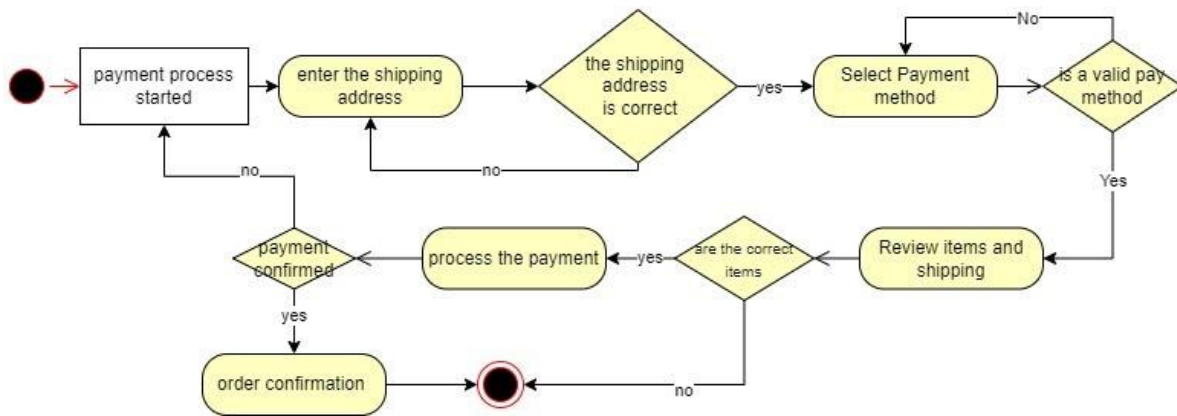 payment process
started
enter the shipping
address
the shipping
address
is correct
yes
no
Select Payment
method
No
is a valid pay
method
Yes
Review items and
shipping
are the correct
items
yes
no
process the payment
payment
confirmed
no
yes
order confirmation